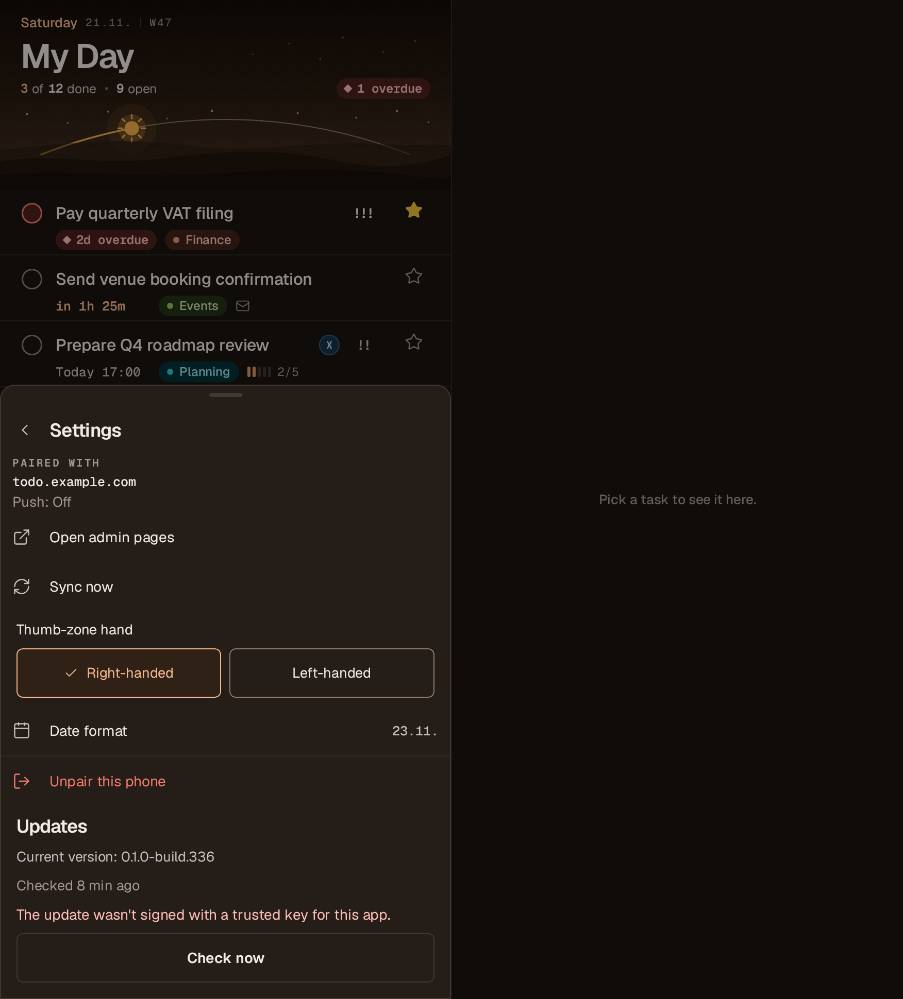 Saturday 21.11. | W47
My Day
3 of 12 done • 9 open
1 overdue
Pay quarterly VAT filing !!!
2d overdue Finance
Send venue booking confirmation
in 1h 25m Events
Prepare Q4 roadmap review X !!
Today 17:00 Planning 2/5
Settings
PAIRED WITH
todo.example.com
Push: Off
Open admin pages
Sync now
Thumb-zone hand
Right-handed Left-handed
Date format 23.11.
Unpair this phone
Updates
Current version: 0.1.0-build.336
Checked 8 min ago
The update wasn't signed with a trusted key for this app.
Check now
Pick a task to see it here.